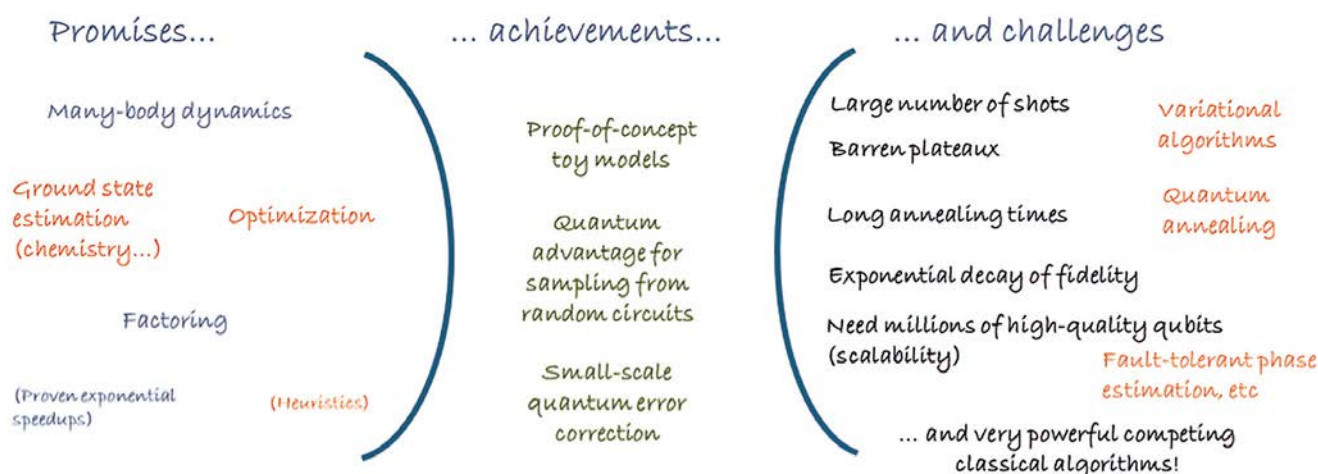 Promises...
Many-body dynamics
Ground state
estimation
(chemistry...)
Optimization
Factoring
(Proven exponential
speedups)
(Heuristics)
... achievements...
Proof-of-concept
toy models
Quantum
advantage for
sampling from
random circuits
Small-scale
quantum error
correction
... and challenges
Large number of shots
Barren plateaux
Variational
algorithms
Long annealing times
Quantum
annealing
Exponential decay of fidelity
Need millions of high-quality qubits
(scalability)
Fault-tolerant phase
estimation, etc
... and very powerful competing
classical algorithms!